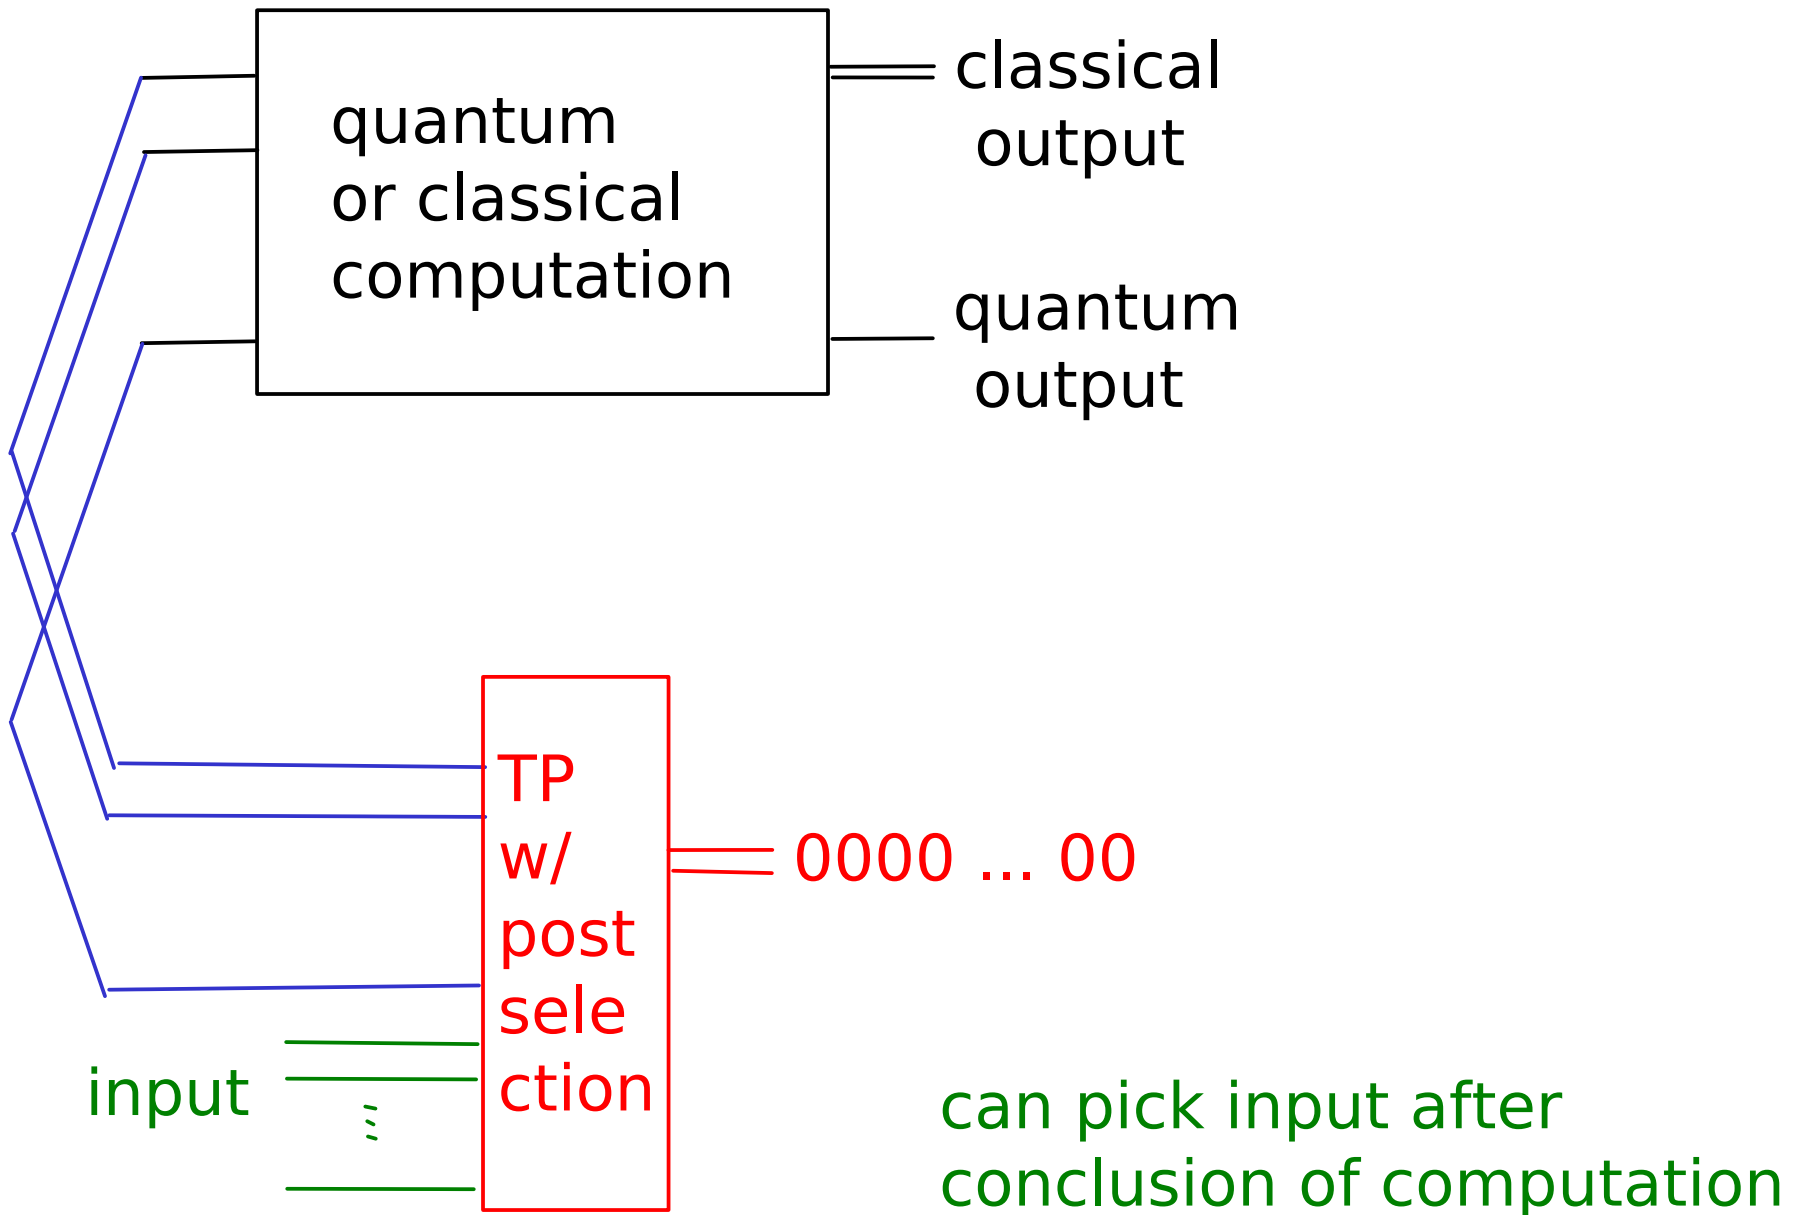 quantum
or classical
computation
classical
output
quantum
output
TP
w/
post
sele
ction
0000 ... 00
input
can pick input after
conclusion of computation